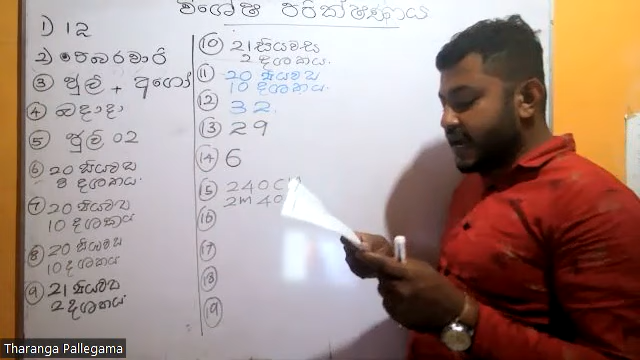 විශේෂ පරික්ෂණය
1) 12
2) පෙබරවාරි
3 ජුලි + අගෝ
4 බදාදා
5 ජුලි 02
6 20 සියවස
8 දශකය.
7 20 සියවස
10 දශකය
8 20 සියවස
10 දශකය.
9 21 සියවස
2 දශකය
10 21 සියවස
2 දශකය.
11 20 සියවස
10 දශකය.
12 32.
13 29
14 6
15 240
2m 40
16
17
18
19
Tharanga Pallegama